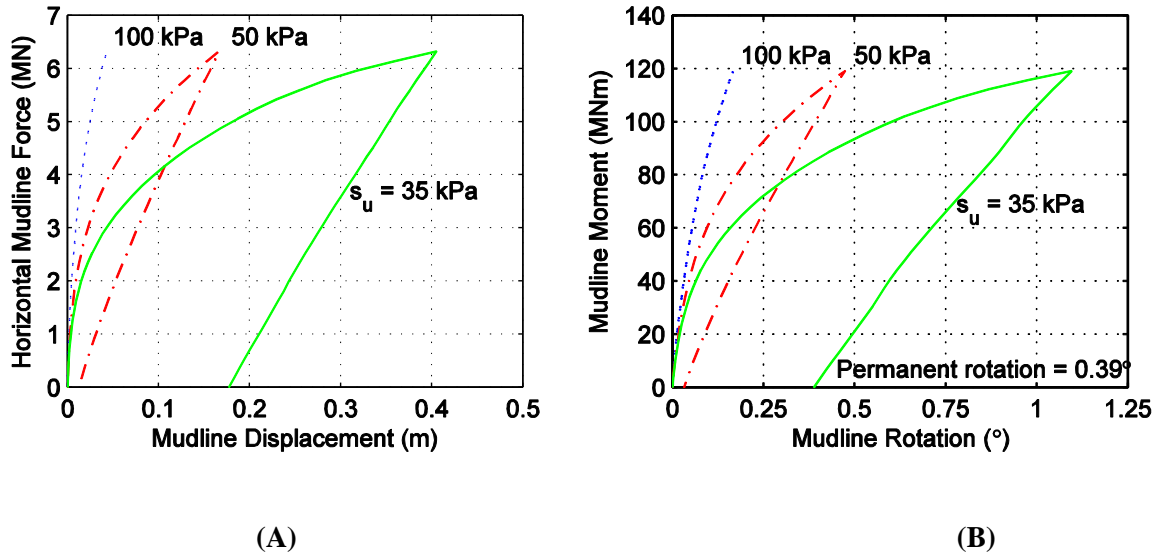 7
6
5
4
3
2
1
0
Horizontal Mudline Force (MN)
100 kPa 50 kPa
s_u = 35 kPa
0 0.1 0.2 0.3 0.4 0.5
Mudline Displacement (m)
(A)
140
120
100
80
60
40
20
0
Mudline Moment (MNm)
100 kPa 50 kPa
s_u = 35 kPa
Permanent rotation = 0.39°
0 0.25 0.5 0.75 1 1.25
Mudline Rotation (°)
(B)